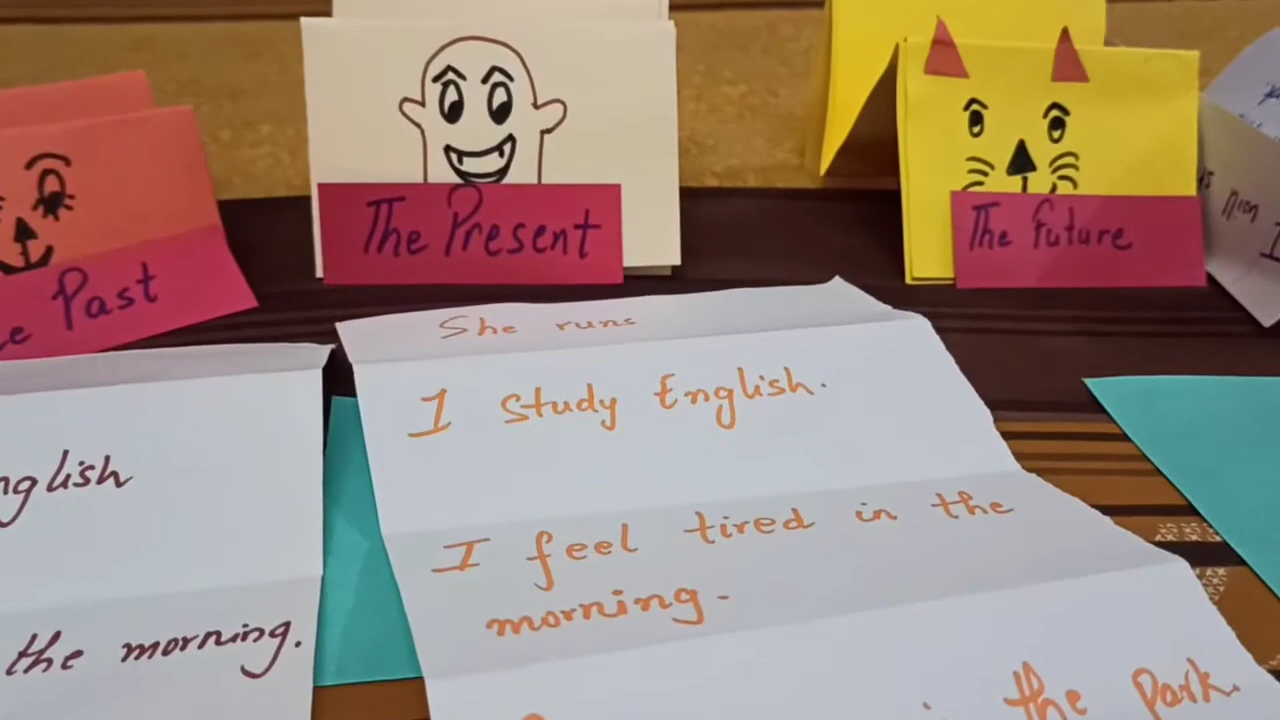 Past
The Present
The Future
She runs
I Study English.
I feel tired in the
morning.
in the Park.
nglish
the morning.